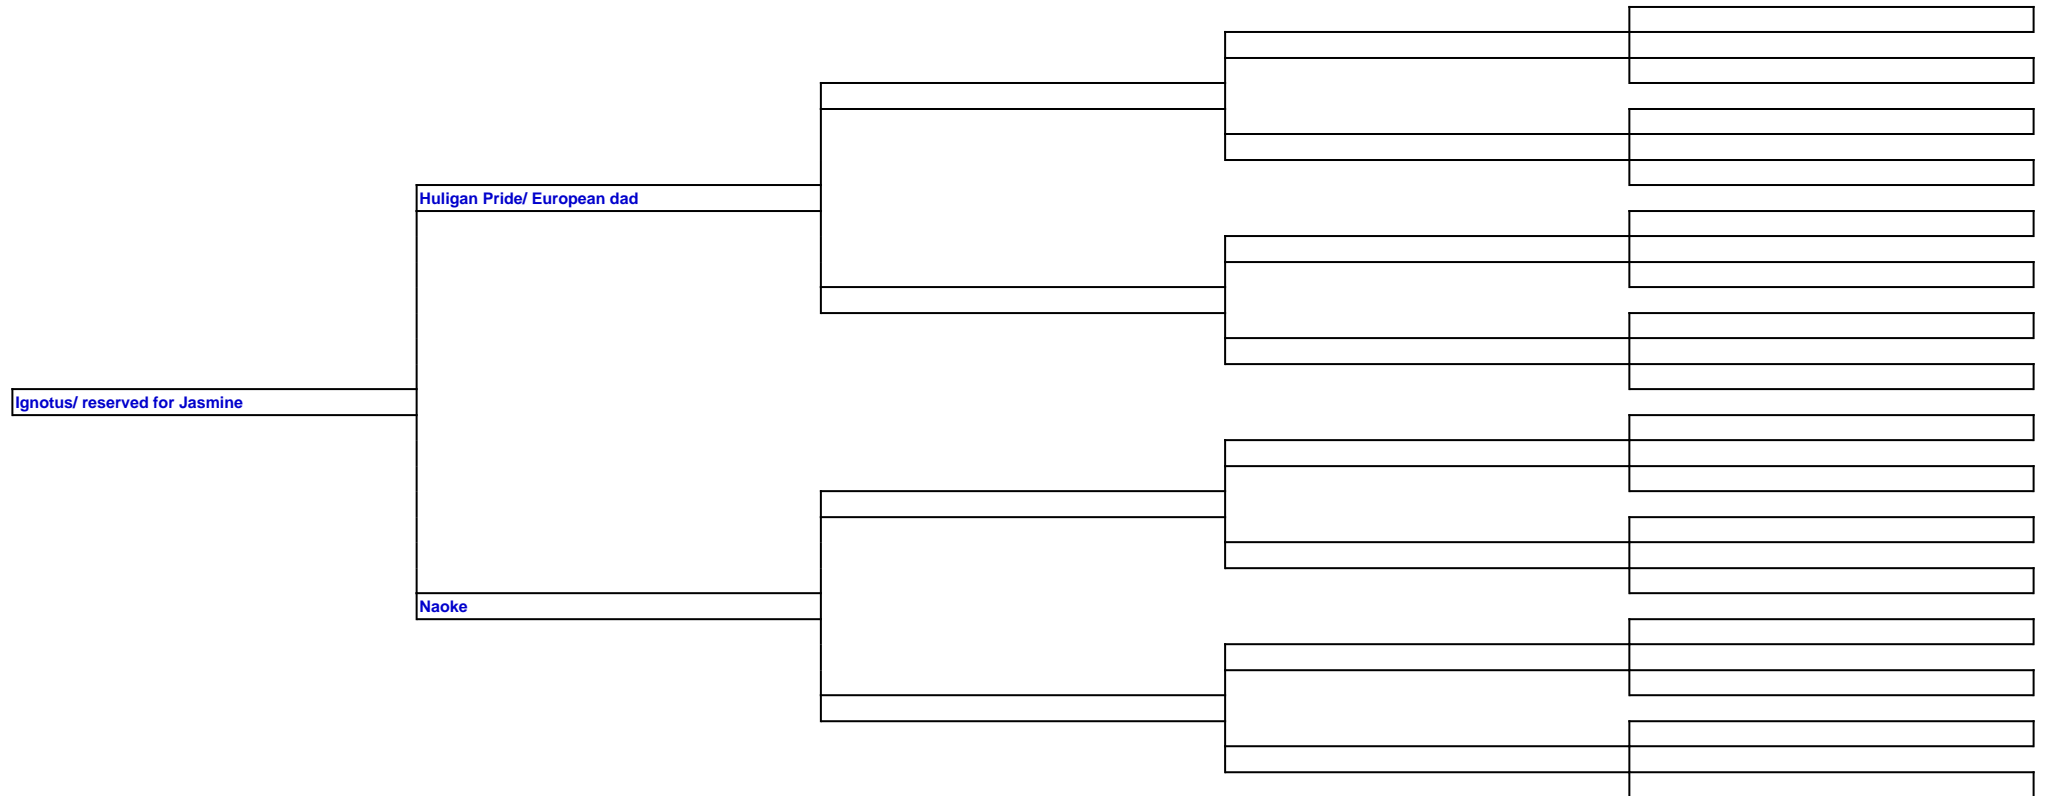 Huligan Pride/ European dad
Ignotus/ reserved for Jasmine
Naoke